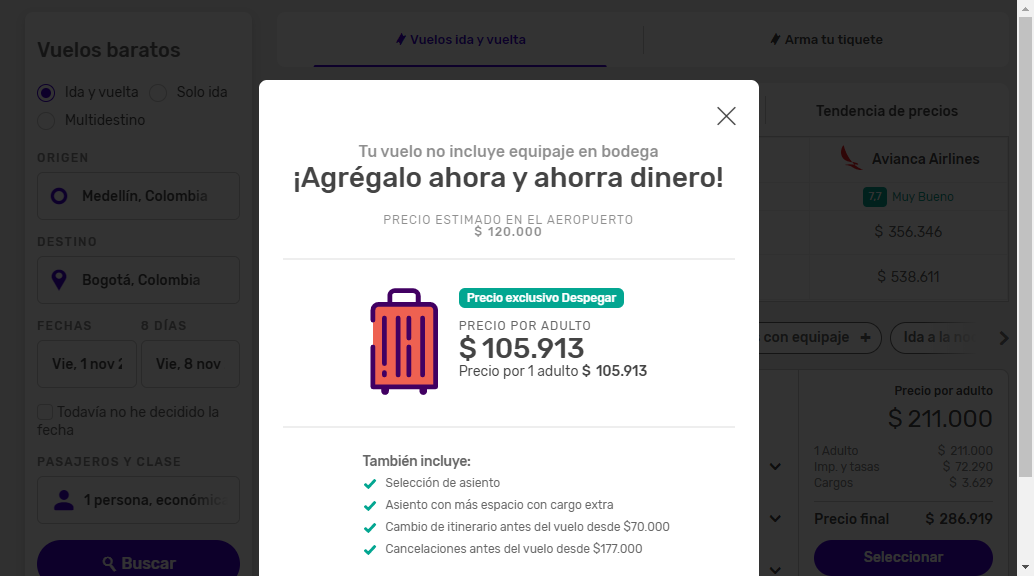 Vuelos baratos
Ida y vuelta
Solo ida
Multidestino
ORIGEN
Medellín, Colombia
DESTINO
Bogotá, Colombia
FECHAS
8 DÍAS
Vie, 1 nov
Vie, 8 nov
Todavía no he decidido la
fecha
PASAJEROS Y CLASE
1 persona, económica
Buscar
Vuelos ida y vuelta
Arma tu tiquete
Tu vuelo no incluye equipaje en bodega
¡Agrégalo ahora y ahorra dinero!
PRECIO ESTIMADO EN EL AEROPUERTO
$ 120.000
Precio exclusivo Despegar
PRECIO POR ADULTO
$ 105.913
Precio por 1 adulto $ 105.913
También incluye:
Selección de asiento
Asiento con más espacio con cargo extra
Cambio de itinerario antes del vuelo desde $70.000
Cancelaciones antes del vuelo desde $177.000
Tendencia de precios
Avianca Airlines
7,7 Muy Bueno
$ 356.346
$ 538.611
con equipaje +
Ida a la
Precio por adulto
$ 211.000
1 Adulto $ 211.000
Imp. y tasas $ 72.290
Cargos $ 3.629
Precio final $ 286.919
Seleccionar